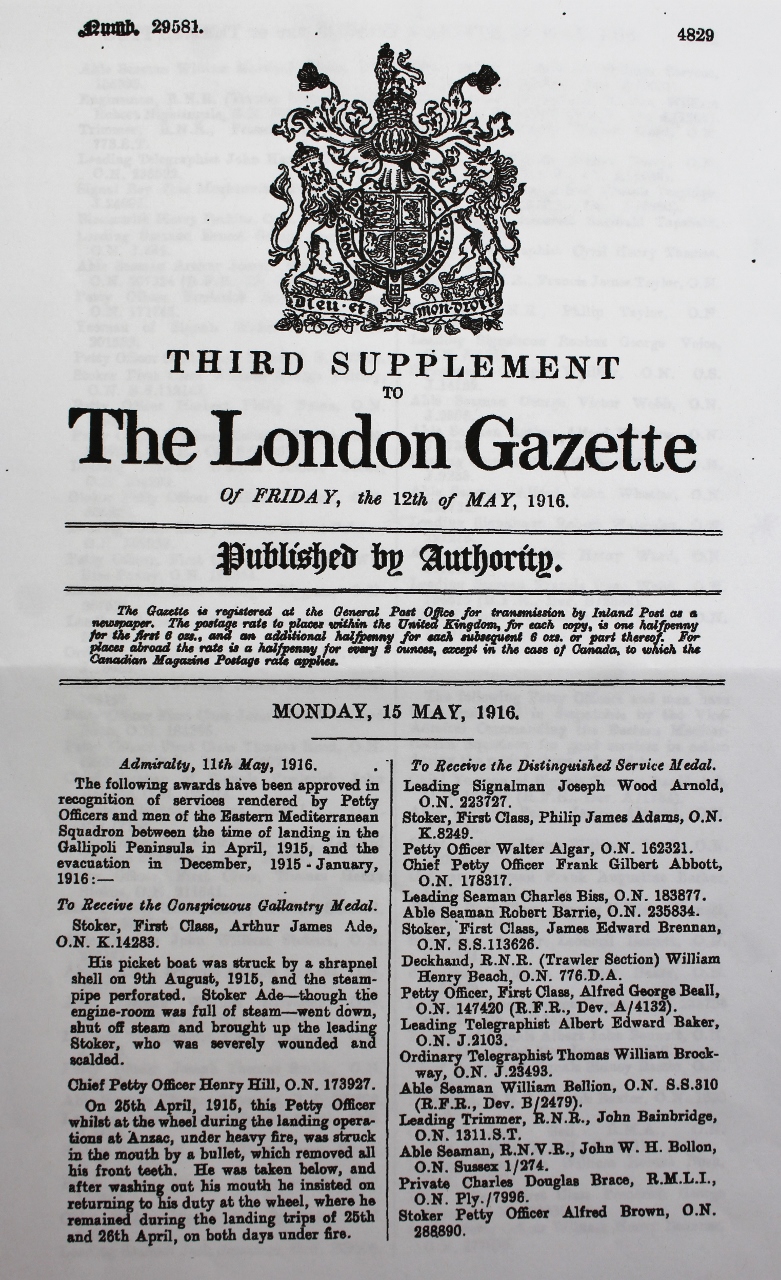 Numb. 29581.
4829
Dieu·et
mon·droit
THIRD SUPPLEMENT
TO
The London Gazette
Of FRIDAY, the 12th of MAY, 1916.
Published by Authority.
The Gazette is registered at the General Post Office for transmission by Inland Post as a
newspaper. The postage rate to places within the United Kingdom, for each copy, is one halfpenny
for the first 6 ozs., and an additional halfpenny for each subsequent 6 ozs. or part thereof. For
places abroad the rate is a halfpenny for every 2 ounces, except in the case of Canada, to which the
Canadian Magazine Postage rate applies.
MONDAY, 15 MAY, 1916.
Admiralty, 11th May, 1916.
The following awards have been approved in
recognition of services rendered by Petty
Officers and men of the Eastern Mediterranean
Squadron between the time of landing in the
Gallipoli Peninsula in April, 1915, and the
evacuation in December, 1915 - January,
1916:—
To Receive the Conspicuous Gallantry Medal.
Stoker, First Class, Arthur James Ade,
O.N. K.14283.
His picket boat was struck by a shrapnel
shell on 9th August, 1915, and the steam-
pipe perforated. Stoker Ade—though the
engine-room was full of steam—went down,
shut off steam and brought up the leading
Stoker, who was severely wounded and
scalded.
Chief Petty Officer Henry Hill, O.N. 173927.
On 25th April, 1915, this Petty Officer
whilst at the wheel during the landing opera-
tions at Anzac, under heavy fire, was struck
in the mouth by a bullet, which removed all
his front teeth. He was taken below, and
after washing out his mouth he insisted on
returning to his duty at the wheel, where he
remained during the landing trips of 25th
and 26th April, on both days under fire.
To Receive the Distinguished Service Medal.
Leading Signalman Joseph Wood Arnold,
O.N. 223727.
Stoker, First Class, Philip James Adams, O.N.
K.8249.
Petty Officer Walter Algar, O.N. 162321.
Chief Petty Officer Frank Gilbert Abbott,
O.N. 178317.
Leading Seaman Charles Biss, O.N. 183877.
Able Seaman Robert Barrie, O.N. 235834.
Stoker, First Class, James Edward Brennan,
O.N. S.S.113626.
Deckhand, R.N.R. (Trawler Section) William
Henry Beach, O.N. 776.D.A.
Petty Officer, First Class, Alfred George Beall,
O.N. 147420 (R.F.R., Dev. A/4132).
Leading Telegraphist Albert Edward Baker,
O.N. J.2103.
Ordinary Telegraphist Thomas William Brock-
way, O.N. J.23493.
Able Seaman William Bellion, O.N. S.S.310
(R.F.R., Dev. B/2479).
Leading Trimmer, R.N.R., John Bainbridge,
O.N. 1311.S.T.
Able Seaman, R.N.V.R., John W. H. Bollon,
O.N. Sussex 1/274.
Private Charles Douglas Brace, R.M.L.I.,
O.N. Ply./7996.
Stoker Petty Officer Alfred Brown, O.N.
288890.